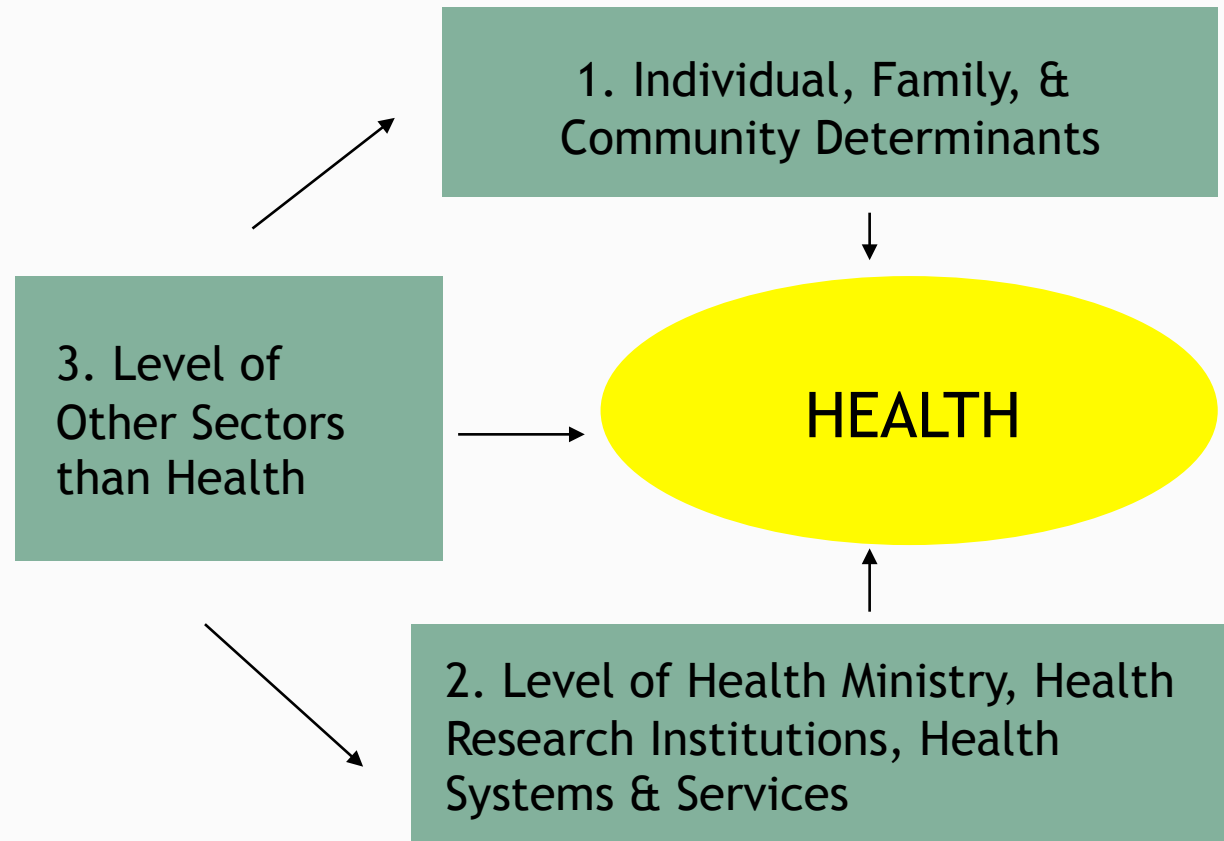 1. Individual, Family, &
Community Determinants
3. Level of
Other Sectors
than Health
HEALTH
2. Level of Health Ministry, Health
Research Institutions, Health
Systems & Services